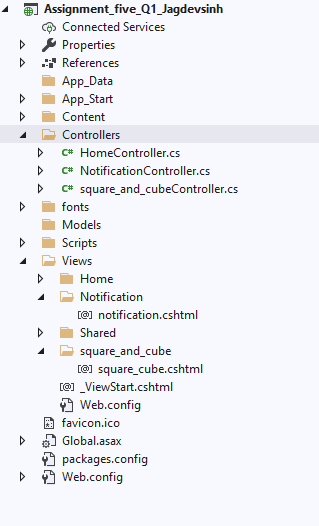 Assignment_five_Q1_Jagdevsinh
Connected Services
Properties
References
App_Data
App_Start
Content
Controllers
C# HomeController.cs
C# NotificationController.cs
C# square_and_cubeController.cs
fonts
Models
Scripts
Views
Home
Notification
[@] notification.cshtml
Shared
square_and_cube
[@] square_cube.cshtml
[@] _ViewStart.cshtml
Web.config
favicon.ico
Global.asax
packages.config
Web.config